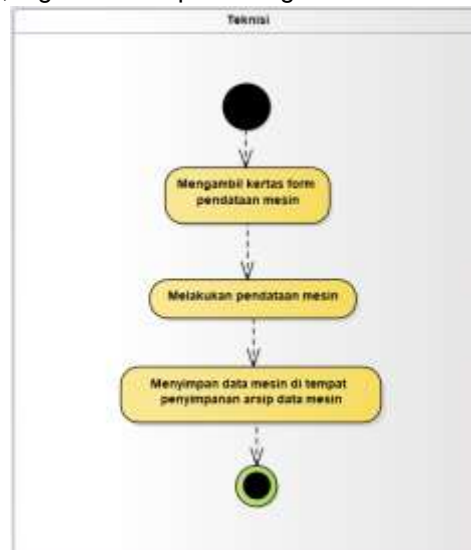 Teknisi
Mengambil kertas form
pendataan mesin
Melakukan pendataan mesin
Menyimpan data mesin di tempat
penyimpanan arsip data mesin